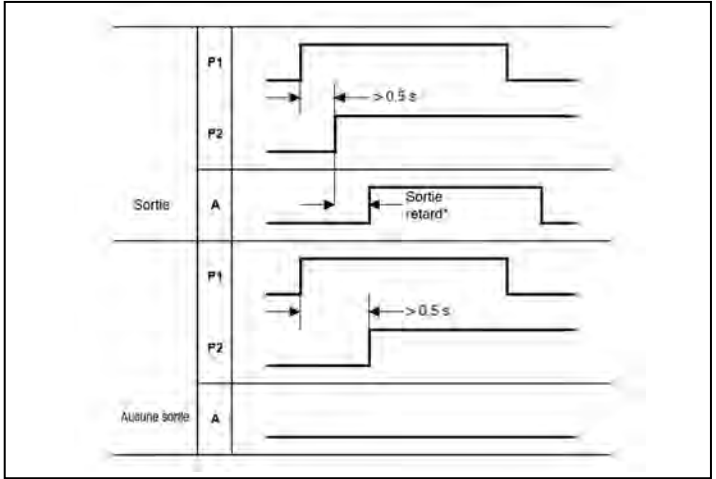 P1
> 0.5 s
P2
Sortie
A
Sortie
retard*
P1
> 0.5 s
P2
Aucune sortie
A